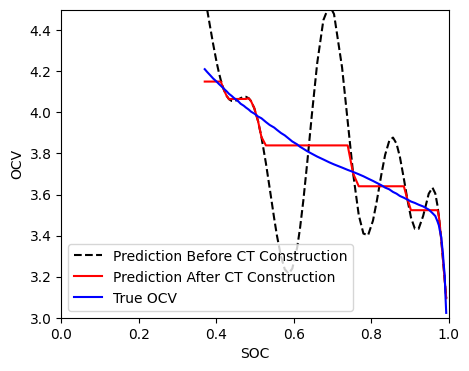 4.4
4.2
4.0
3.8
3.6
3.4
3.2
3.0
OCV
Prediction Before CT Construction
Prediction After CT Construction
True OCV
0.0 0.2 0.4 0.6 0.8 1.0
SOC